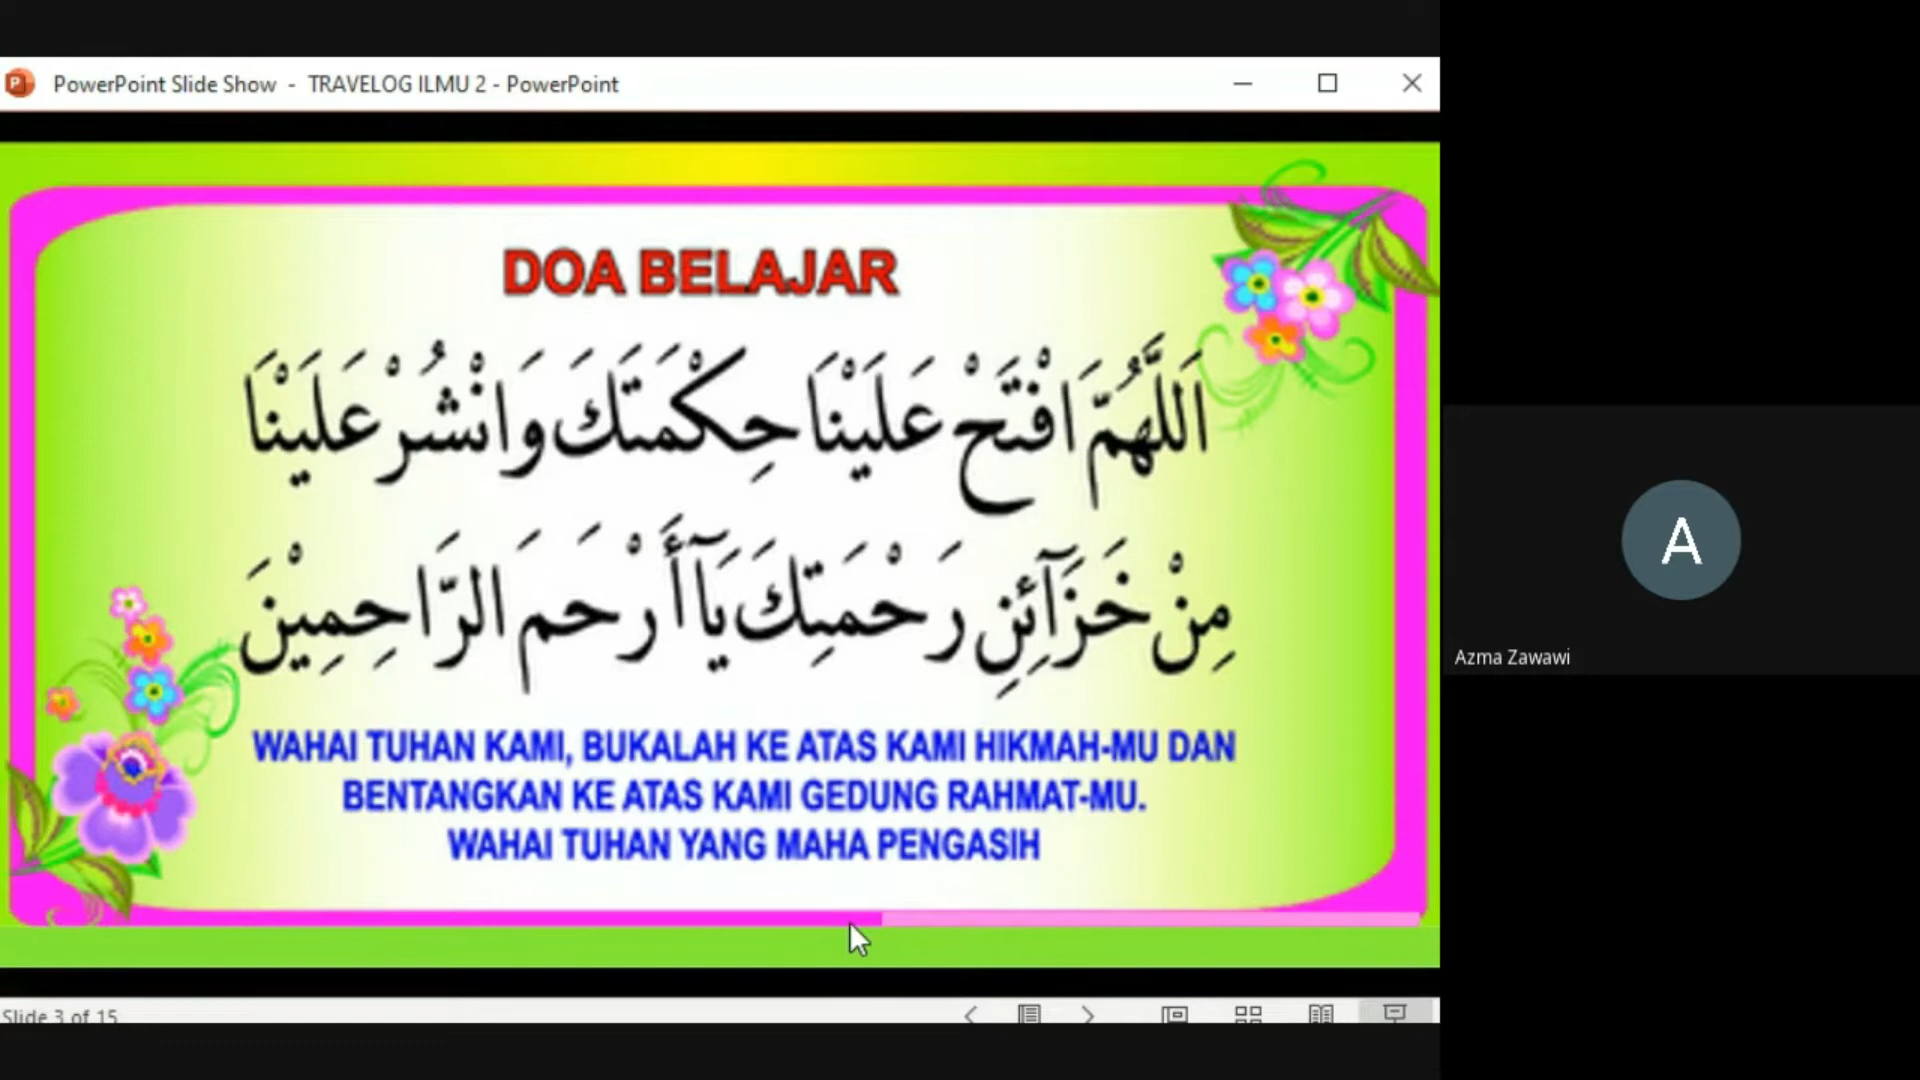 PowerPoint Slide Show - TRAVELOG ILMU 2 - PowerPoint
DOA BELAJAR
اَللَّهُمَّ افْتَحْ عَلَيْنَا حِكْمَتَكَ وَانْشُرْ عَلَيْنَا
مِنْ خَزَآئِنِ رَحْمَتِكَ يَآ أَرْحَمَ الرَّاحِمِيْنَ
WAHAI TUHAN KAMI, BUKALAH KE ATAS KAMI HIKMAH-MU DAN
BENTANGKAN KE ATAS KAMI GEDUNG RAHMAT-MU.
WAHAI TUHAN YANG MAHA PENGASIH
Slide 3 of 15
A
Azma Zawawi